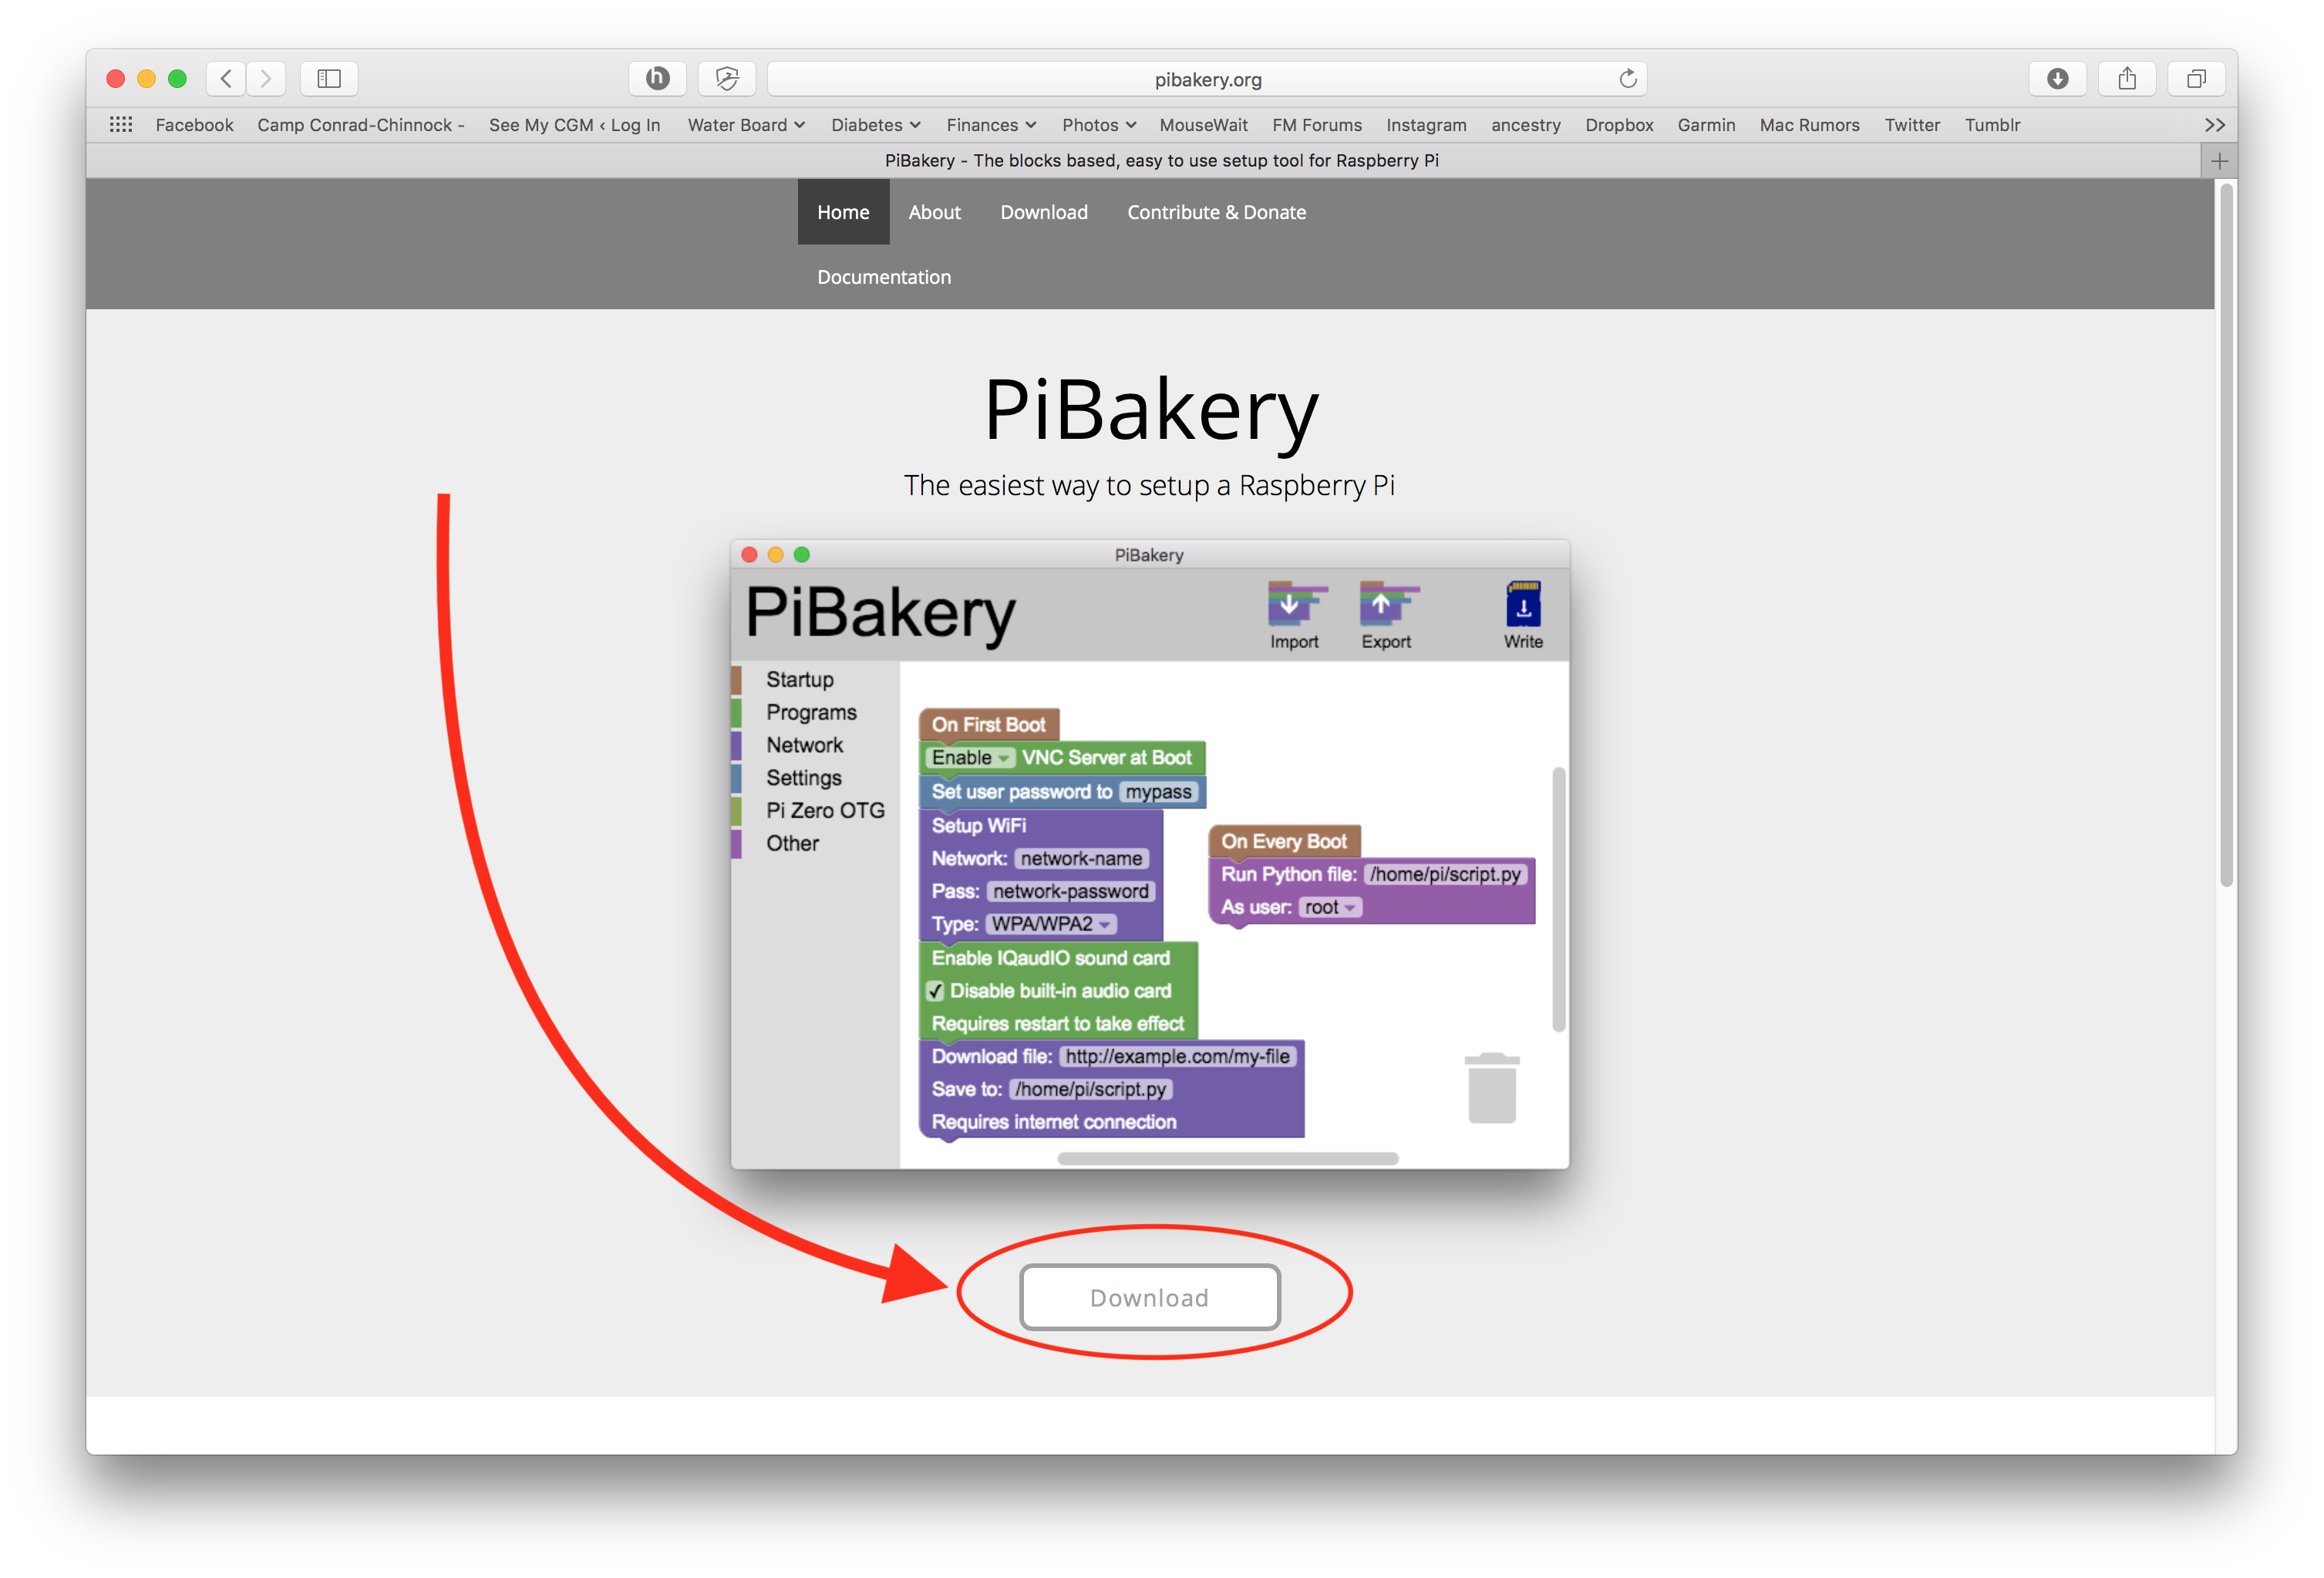 pibakery.org
Facebook Camp Conrad-Chinnock - See My CGM ‹ Log In Water Board Diabetes Finances Photos MouseWait FM Forums Instagram ancestry Dropbox Garmin Mac Rumors Twitter Tumblr
PiBakery - The blocks based, easy to use setup tool for Raspberry Pi
Home About Download Contribute & Donate
Documentation
PiBakery
The easiest way to setup a Raspberry Pi
PiBakery
PiBakery
Import Export Write
Startup
Programs
Network
Settings
Pi Zero OTG
Other
On First Boot
Enable VNC Server at Boot
Set user password to mypass
Setup WiFi
Network: network-name
Pass: network-password
Type: WPA/WPA2
Enable IQaudIO sound card
Disable built-in audio card
Requires restart to take effect
Download file: http://example.com/my-file
Save to: /home/pi/script.py
Requires internet connection
On Every Boot
Run Python file: /home/pi/script.py
As user: root
Download